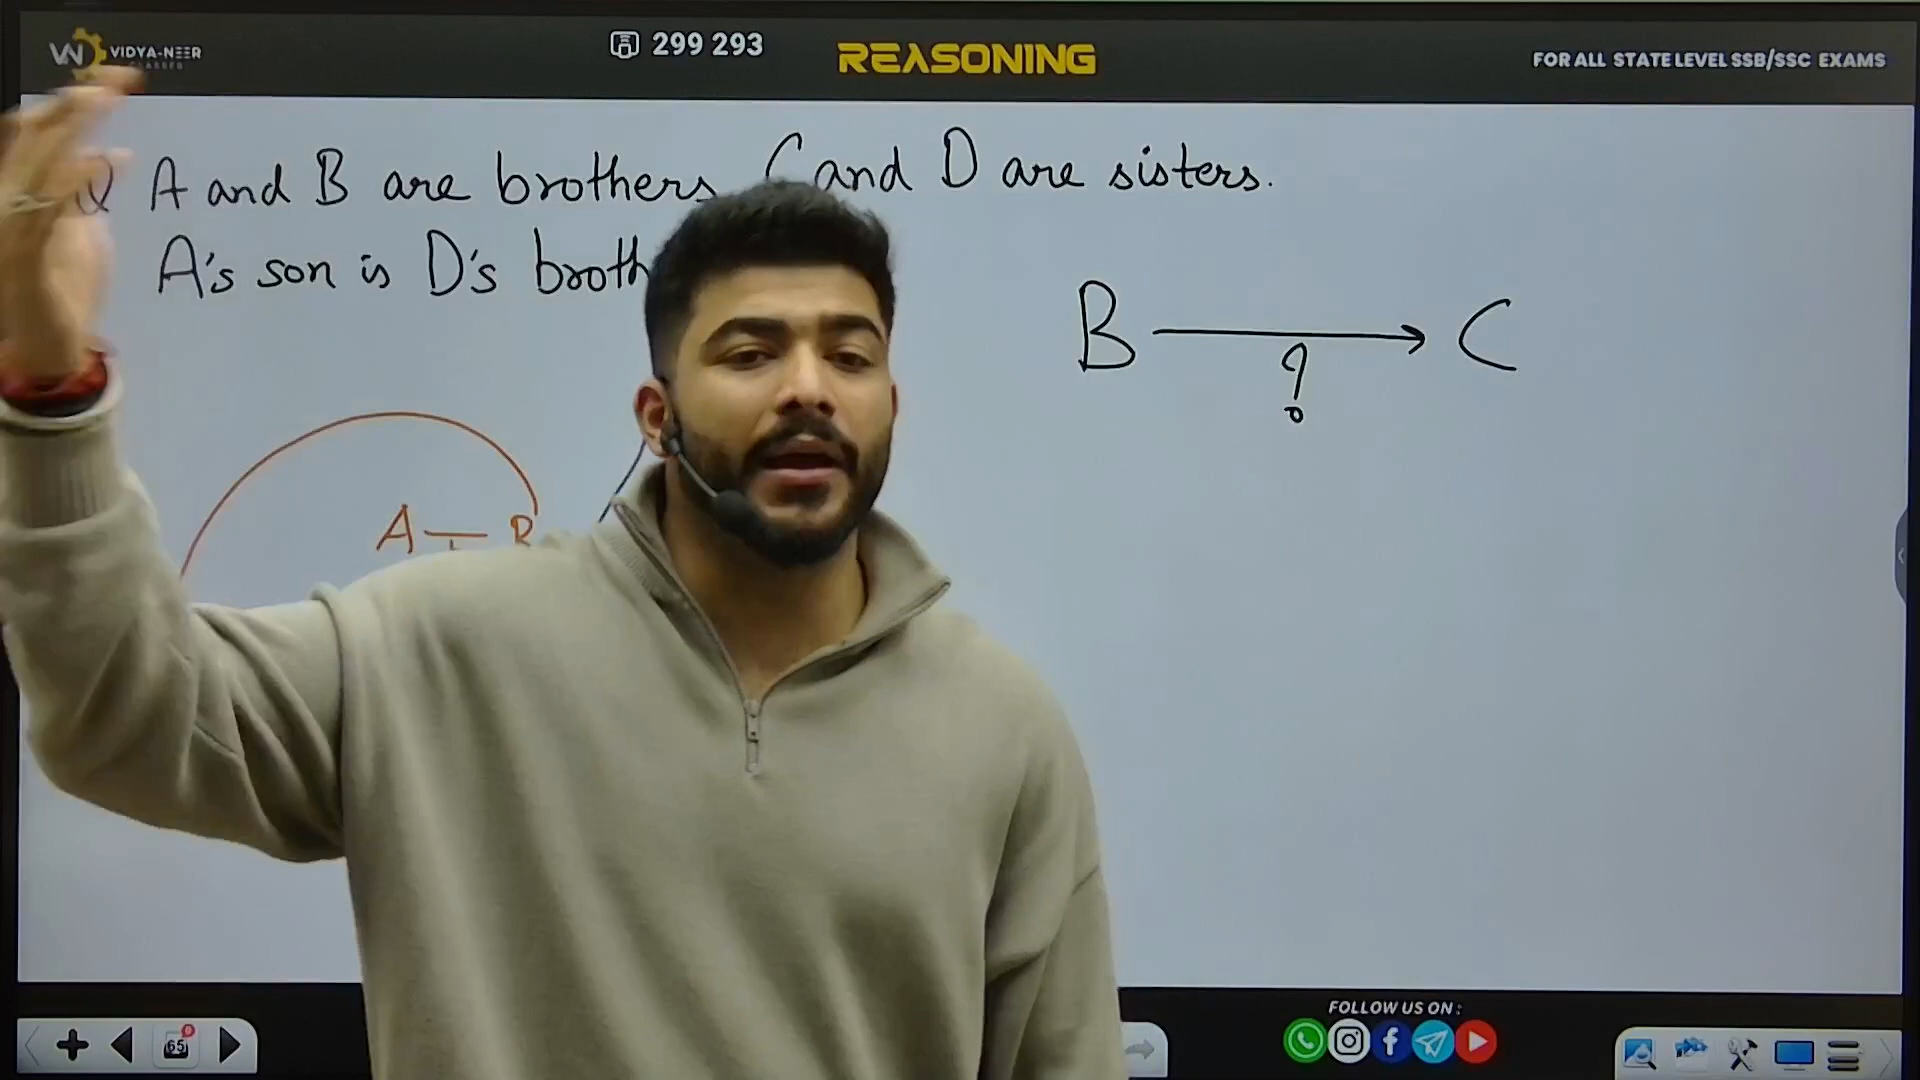 VIDYA-NEER
CLASSES
299 293
REASONING
FOR ALL STATE LEVEL SSB/SSC EXAMS
Q A and B are brothers C and D are sisters.
A's son is D's broth
B C
?
A B
FOLLOW US ON :
65